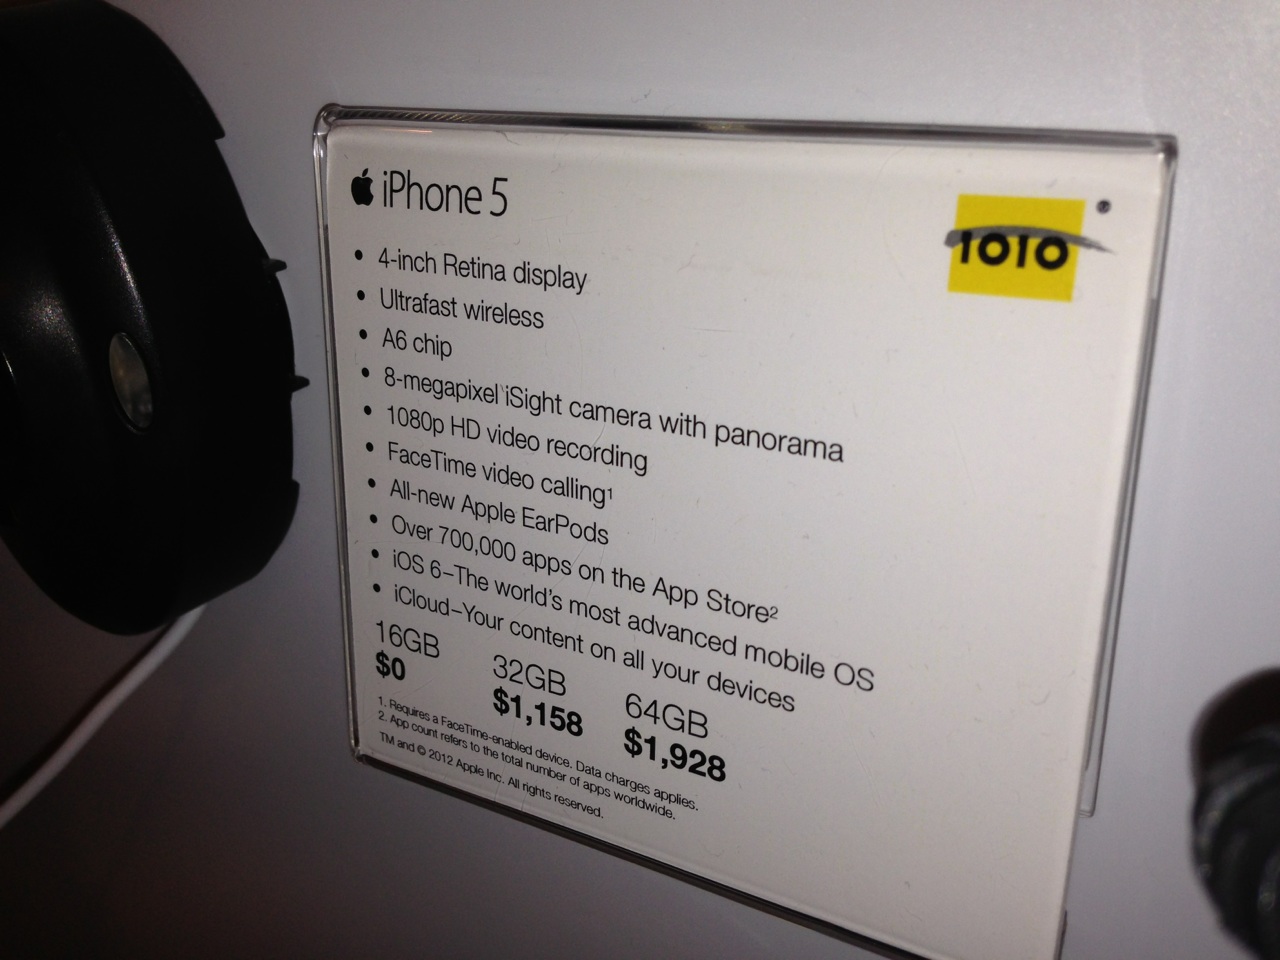 iPhone 5
1010
• 4-inch Retina display
• Ultrafast wireless
• A6 chip
• 8-megapixel iSight camera with panorama
• 1080p HD video recording
• FaceTime video calling¹
• All-new Apple EarPods
• Over 700,000 apps on the App Store²
• iOS 6–The world's most advanced mobile OS
• iCloud–Your content on all your devices
16GB 32GB 64GB
$0 $1,158 $1,928
1. Requires a FaceTime-enabled device. Data charges applies.
2. App count refers to the total number of apps worldwide.
TM and © 2012 Apple Inc. All rights reserved.